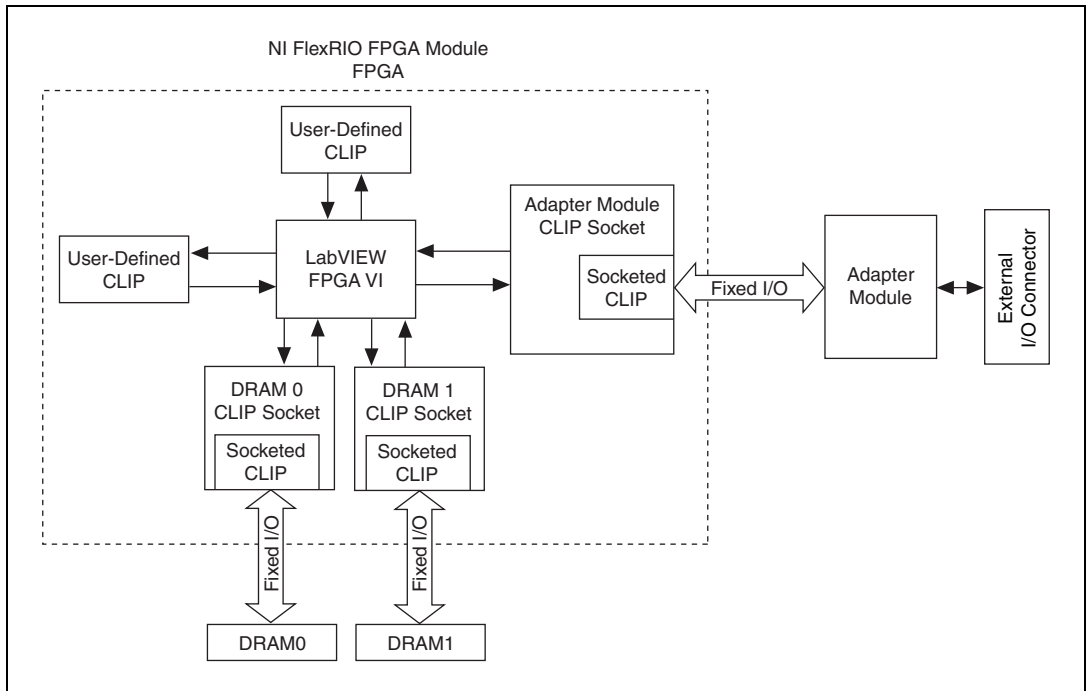 NI FlexRIO FPGA Module
FPGA
User-Defined
CLIP
User-Defined
CLIP
LabVIEW
FPGA VI
Adapter Module
CLIP Socket
Socketed
CLIP
Fixed I/O
Adapter
Module
External
I/O Connector
DRAM 0
CLIP Socket
Socketed
CLIP
DRAM 1
CLIP Socket
Socketed
CLIP
Fixed I/O
Fixed I/O
DRAM0
DRAM1